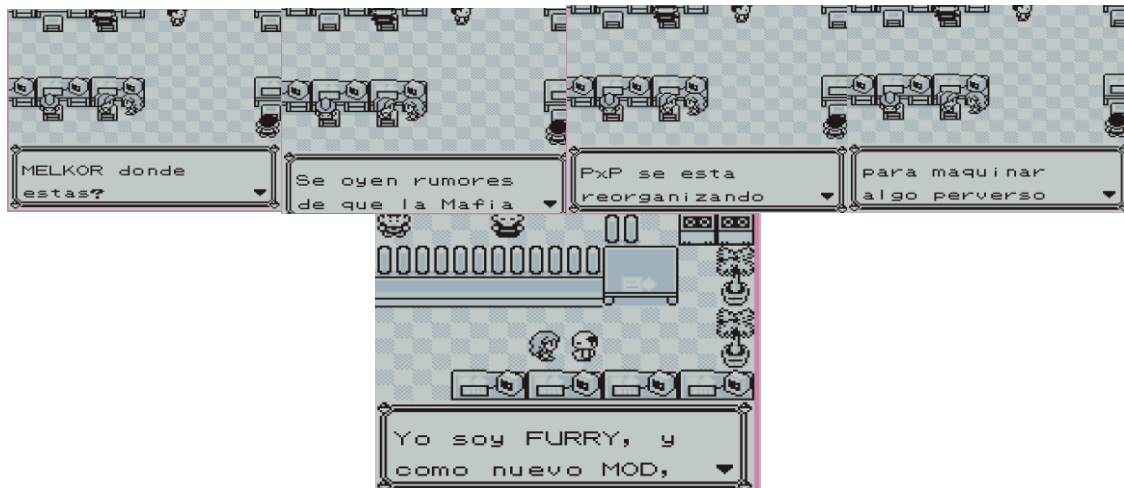 MELKOR donde
estas?
Se oyen rumores
de que la Mafia
PxP se esta
reorganizando
para maquinar
algo perverso
Yo soy FURRY, y
como nuevo MOD,